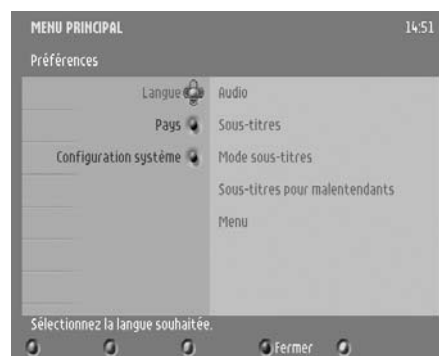 MENU PRINCIPAL 14:51
Préférences
Langue Audio
Pays Sous-titres
Configuration système Mode sous-titres
Sous-titres pour malentendants
Menu
Sélectionnez la langue souhaitée.
Fermer